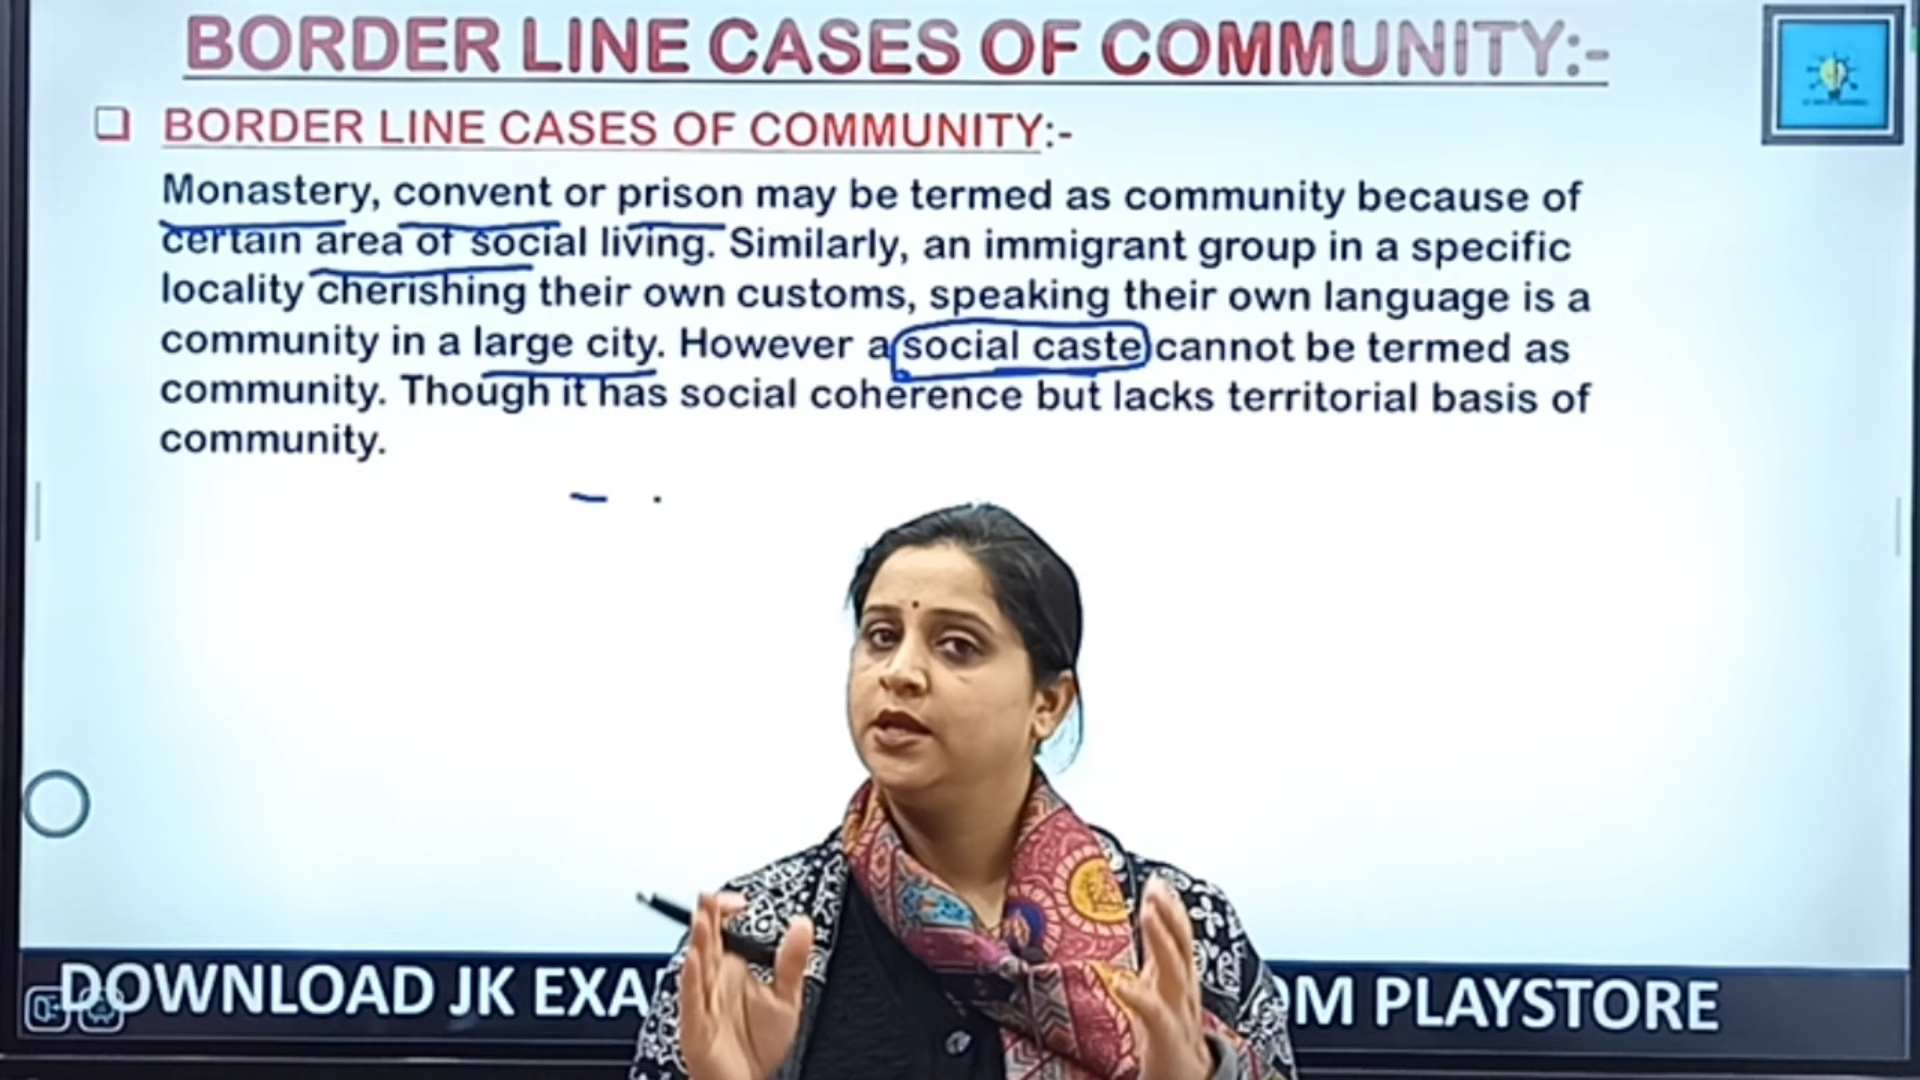 BORDER LINE CASES OF COMMUNITY:-
BORDER LINE CASES OF COMMUNITY:-
Monastery, convent or prison may be termed as community because of
certain area of social living. Similarly, an immigrant group in a specific
locality cherishing their own customs, speaking their own language is a
community in a large city. However a social caste cannot be termed as
community. Though it has social coherence but lacks territorial basis of
community.
DOWNLOAD JK EXA OM PLAYSTORE